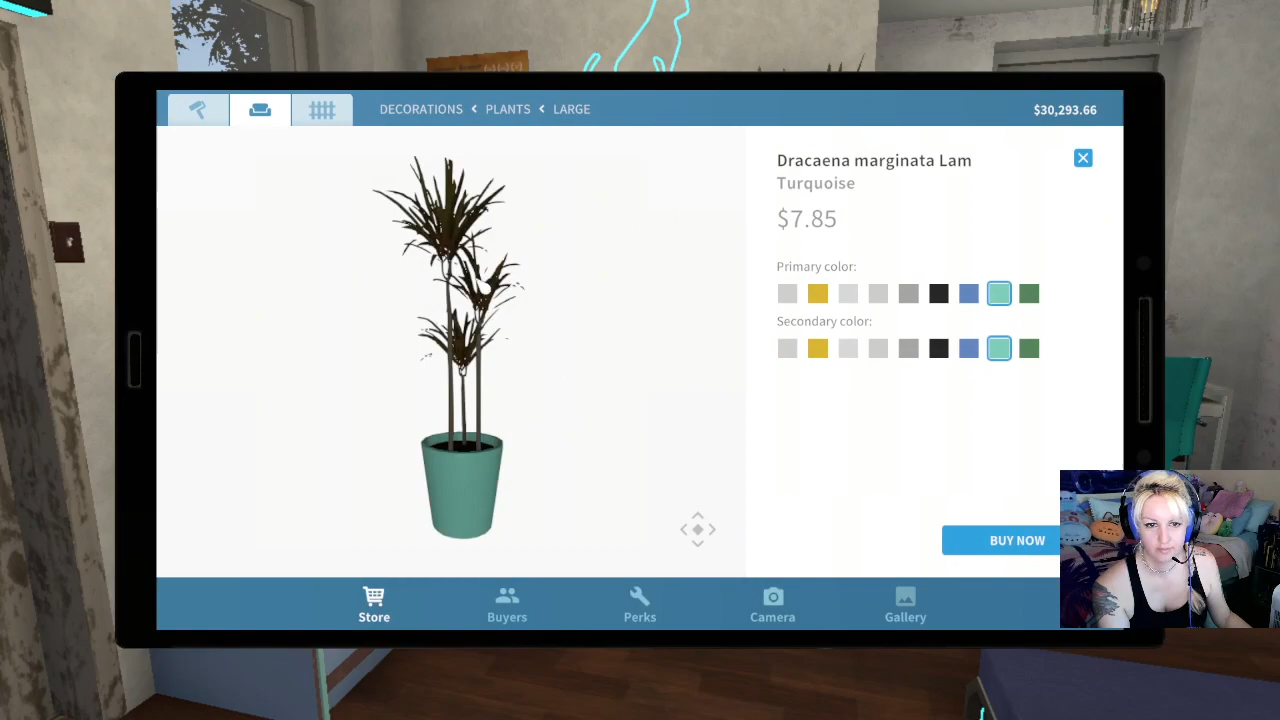 DECORATIONS < PLANTS < LARGE
$30,293.66
Dracaena marginata Lam
Turquoise
$7.85
Primary color:
Secondary color:
BUY NOW
Store
Buyers
Perks
Camera
Gallery